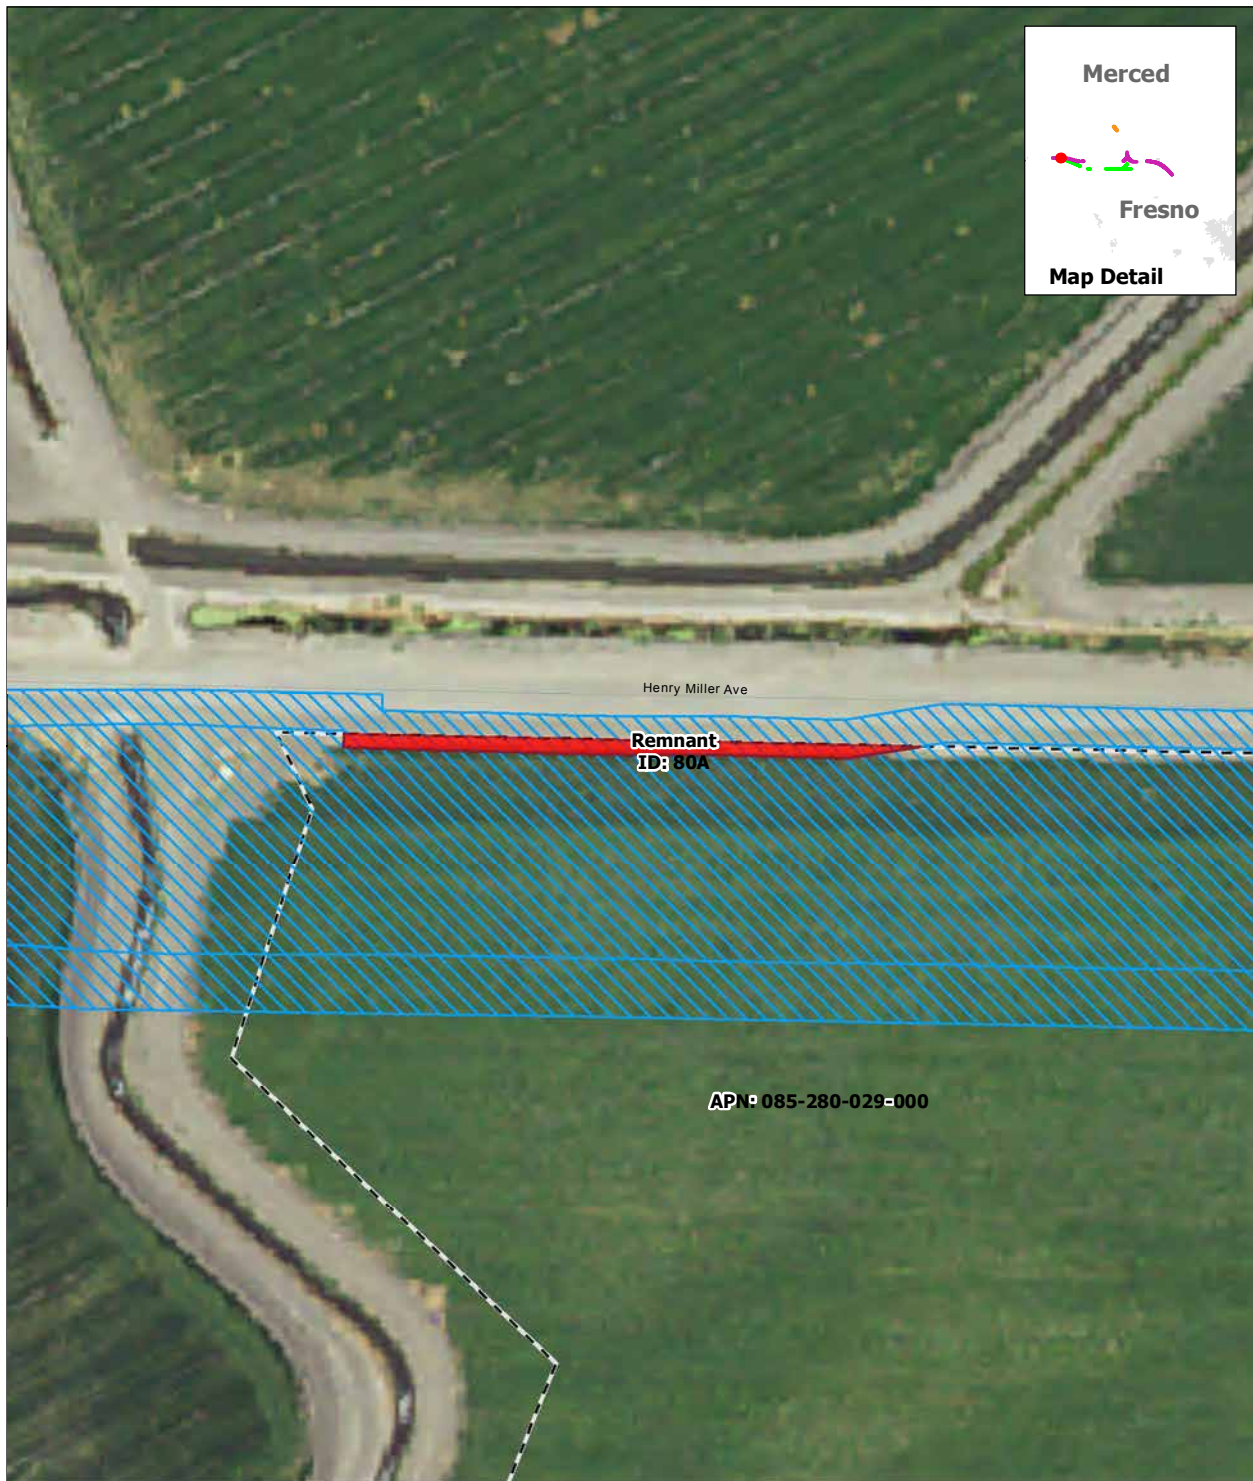 Merced
Fresno
Map Detail
Henry Miller Ave
Remnant
ID: 80A
APN: 085-280-029-000